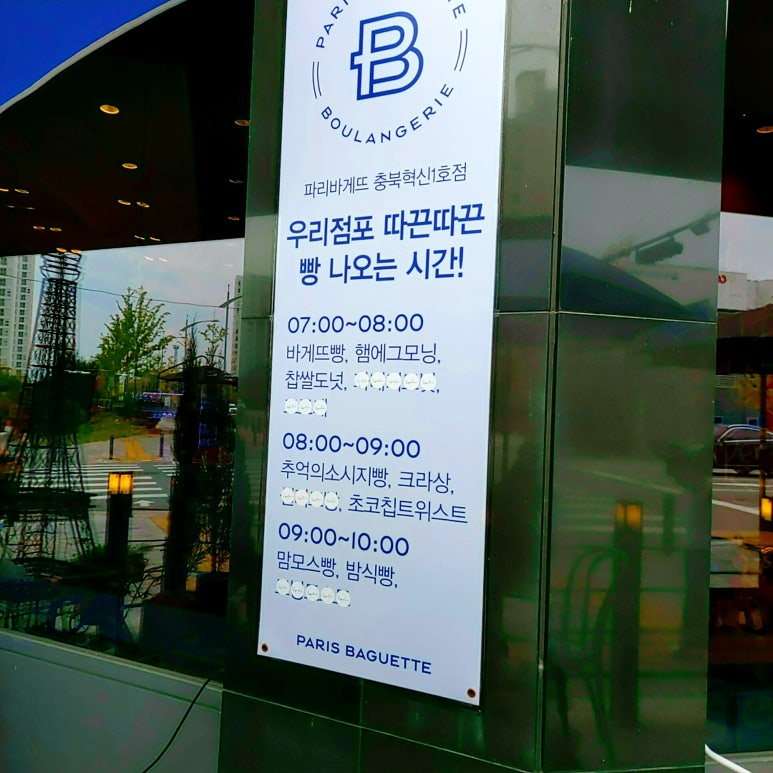 PARIS
BOULANGERIE
파리바게뜨 충북혁신1호점
우리점포 따끈따끈
빵 나오는 시간!
07:00~08:00
바게뜨빵, 햄에그모닝,
찹쌀도넛,
08:00~09:00
추억의소시지빵, 크라상,
초코칩트위스트
09:00~10:00
맘모스빵, 밤식빵,
PARIS BAGUETTE